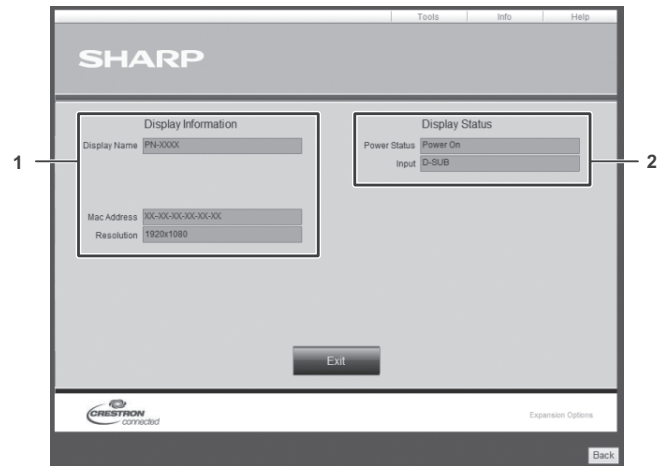 Tools Info Help
SHARP
Display Information Display Status
Display Name PN-XXXX Power Status Power On
1 2
Input D-SUB
Mac Address XX-XX-XX-XX-XX-XX
Resolution 1920x1080
Exit
CRESTRON
connected
Expansion Options
Back